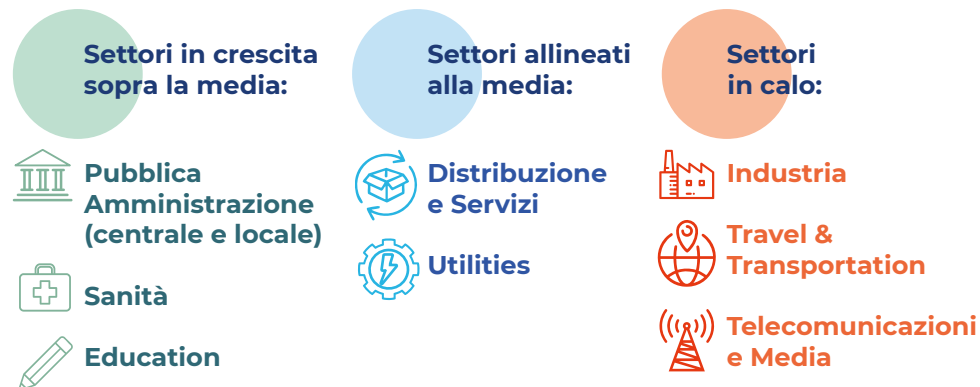 Settori in crescita
sopra la media:
Pubblica
Amministrazione
(centrale e locale)
Sanità
Education
Settori allineati
alla media:
Distribuzione
e Servizi
Utilities
Settori
in calo:
Industria
Travel &
Transportation
Telecomunicazioni
e Media